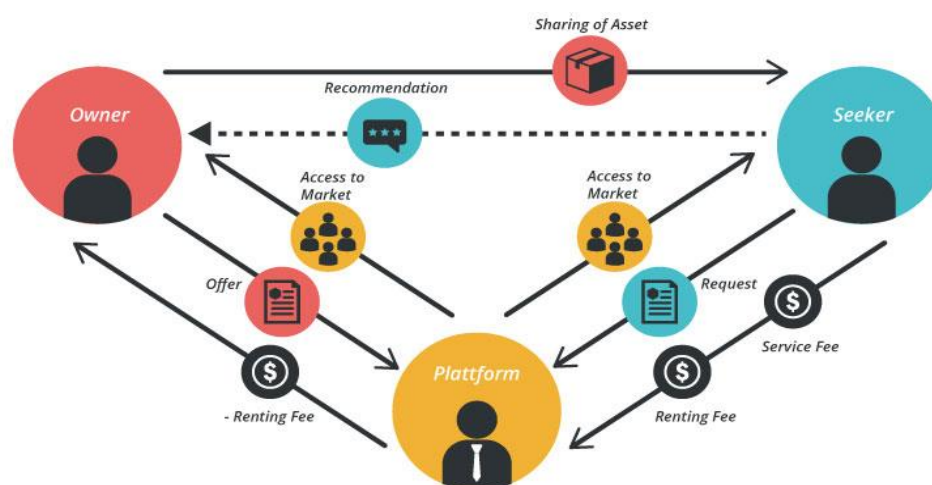 Sharing of Asset
Recommendation
Owner
Seeker
Access to
Market
Access to
Market
Offer
Request
Service Fee
Plattform
- Renting Fee
Renting Fee